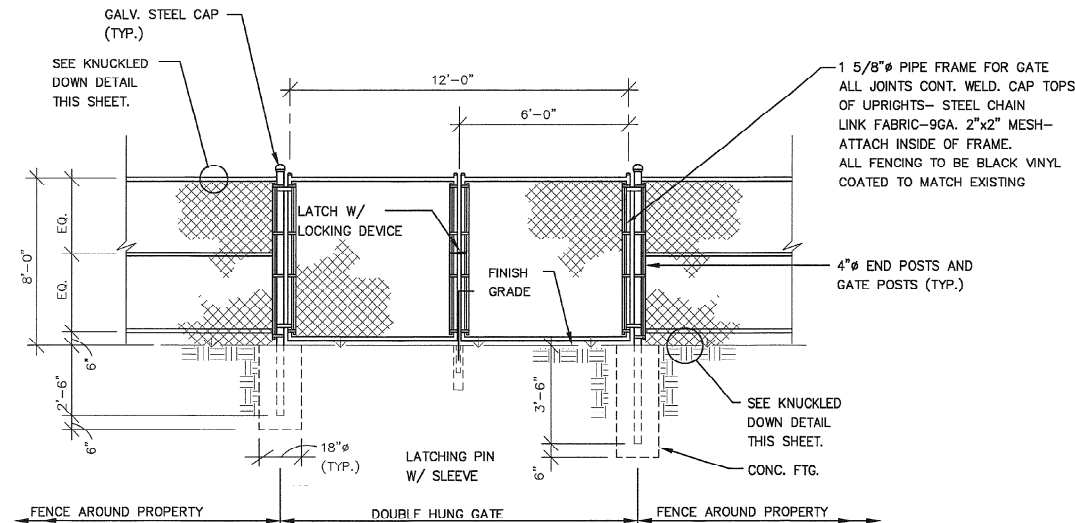 GALV. STEEL CAP
(TYP.)
SEE KNUCKLED
DOWN DETAIL
THIS SHEET.
12'-0"
6'-0"
1 5/8"ø PIPE FRAME FOR GATE
ALL JOINTS CONT. WELD. CAP TOPS
OF UPRIGHTS- STEEL CHAIN
LINK FABRIC-9GA. 2"x2" MESH-
ATTACH INSIDE OF FRAME.
ALL FENCING TO BE BLACK VINYL
COATED TO MATCH EXISTING
8'-0"
EQ.
EQ.
LATCH W/
LOCKING DEVICE
FINISH
GRADE
4"ø END POSTS AND
GATE POSTS (TYP.)
6"
2'-6"
6"
3'-6"
6"
18"ø
(TYP.)
LATCHING PIN
W/ SLEEVE
SEE KNUCKLED
DOWN DETAIL
THIS SHEET.
CONC. FTG.
FENCE AROUND PROPERTY
DOUBLE HUNG GATE
FENCE AROUND PROPERTY